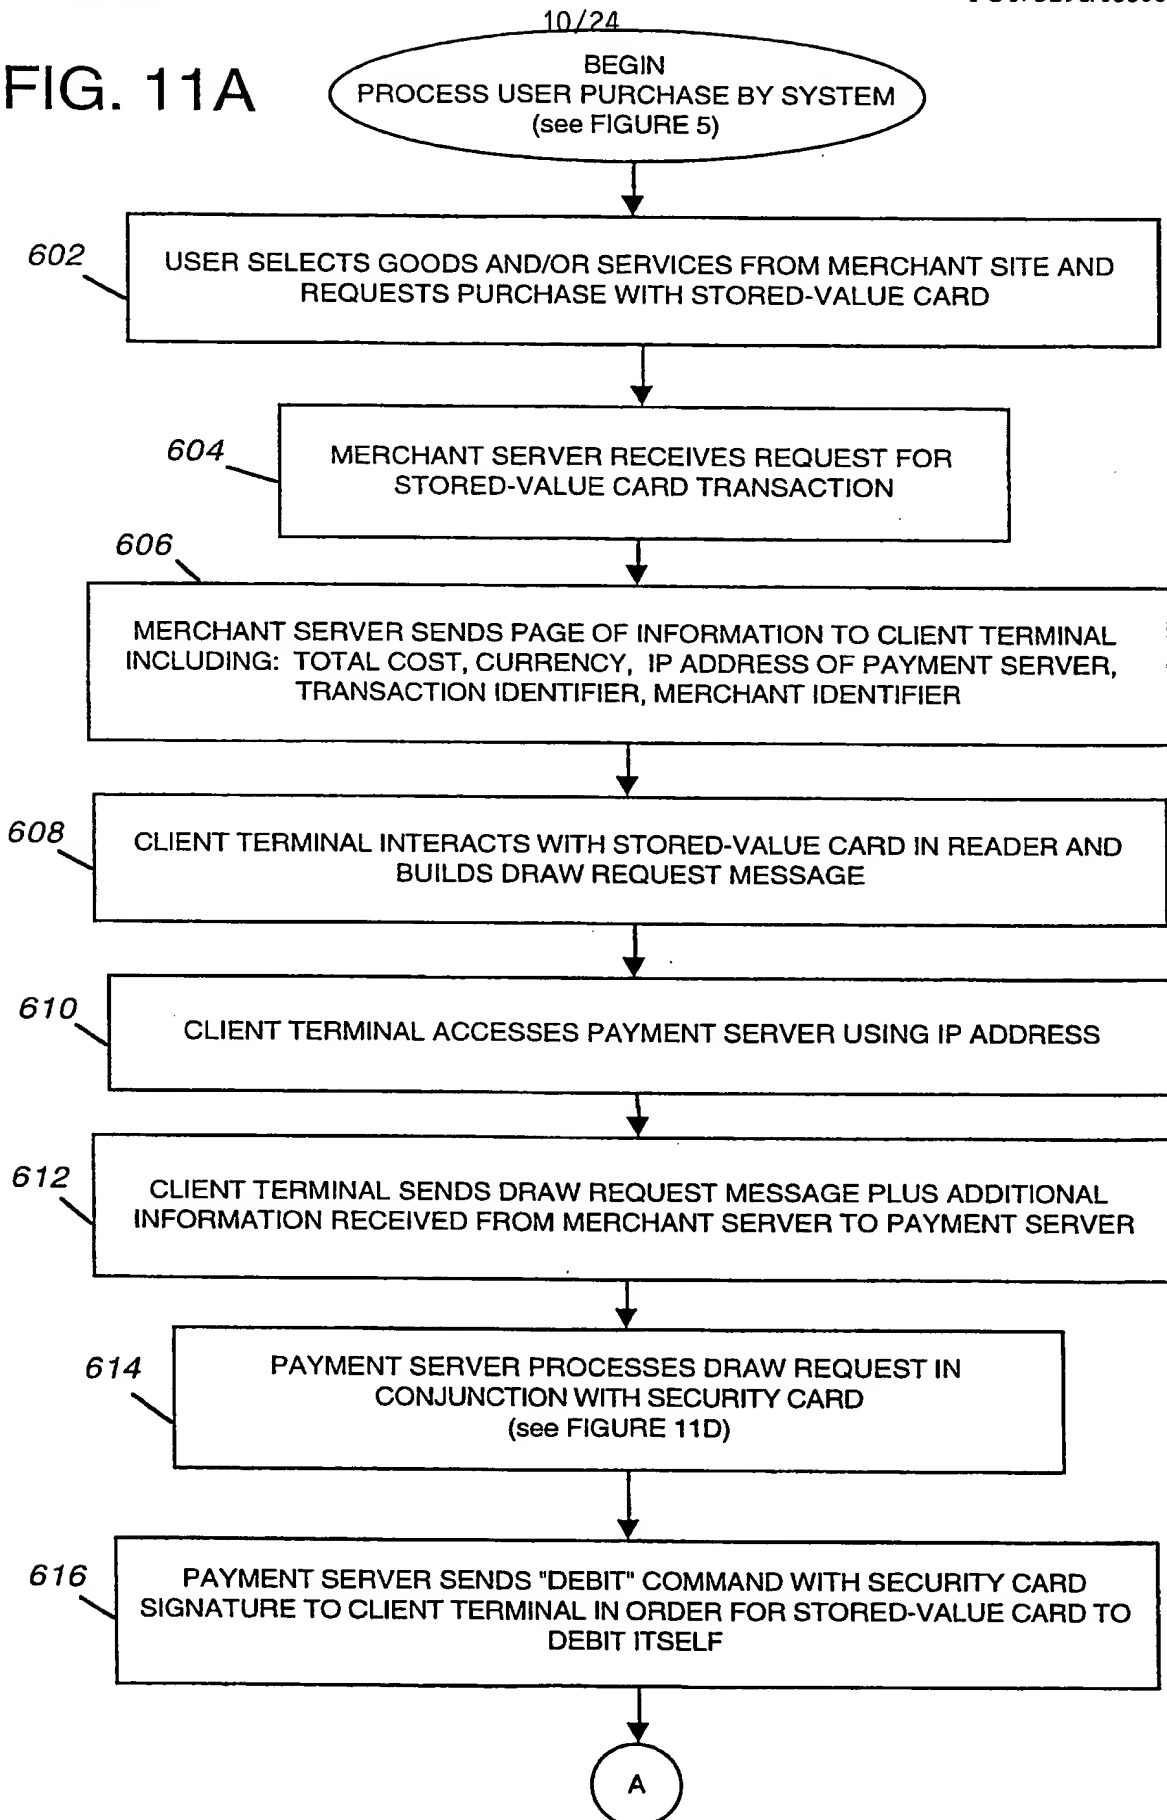 10/24
FIG. 11A
BEGIN
PROCESS USER PURCHASE BY SYSTEM
(see FIGURE 5)
602
USER SELECTS GOODS AND/OR SERVICES FROM MERCHANT SITE AND
REQUESTS PURCHASE WITH STORED-VALUE CARD
604
MERCHANT SERVER RECEIVES REQUEST FOR
STORED-VALUE CARD TRANSACTION
606
MERCHANT SERVER SENDS PAGE OF INFORMATION TO CLIENT TERMINAL
INCLUDING: TOTAL COST, CURRENCY, IP ADDRESS OF PAYMENT SERVER,
TRANSACTION IDENTIFIER, MERCHANT IDENTIFIER
608
CLIENT TERMINAL INTERACTS WITH STORED-VALUE CARD IN READER AND
BUILDS DRAW REQUEST MESSAGE
610
CLIENT TERMINAL ACCESSES PAYMENT SERVER USING IP ADDRESS
612
CLIENT TERMINAL SENDS DRAW REQUEST MESSAGE PLUS ADDITIONAL
INFORMATION RECEIVED FROM MERCHANT SERVER TO PAYMENT SERVER
614
PAYMENT SERVER PROCESSES DRAW REQUEST IN
CONJUNCTION WITH SECURITY CARD
(see FIGURE 11D)
616
PAYMENT SERVER SENDS "DEBIT" COMMAND WITH SECURITY CARD
SIGNATURE TO CLIENT TERMINAL IN ORDER FOR STORED-VALUE CARD TO
DEBIT ITSELF
A